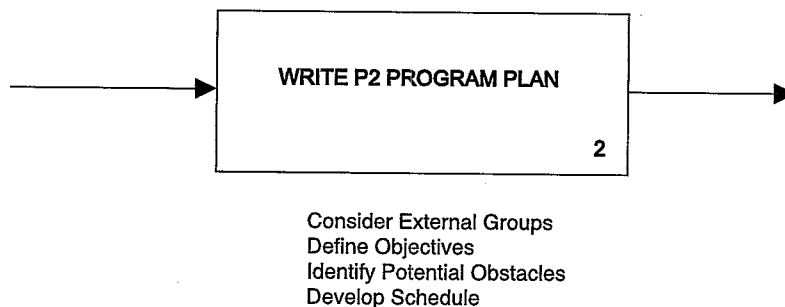 WRITE P2 PROGRAM PLAN
2
Consider External Groups
Define Objectives
Identify Potential Obstacles
Develop Schedule